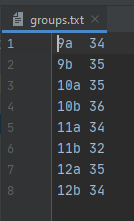 groups.txt
1 9a 34
2 9b 35
3 10a 35
4 10b 36
5 11a 34
6 11b 32
7 12a 35
8 12b 34